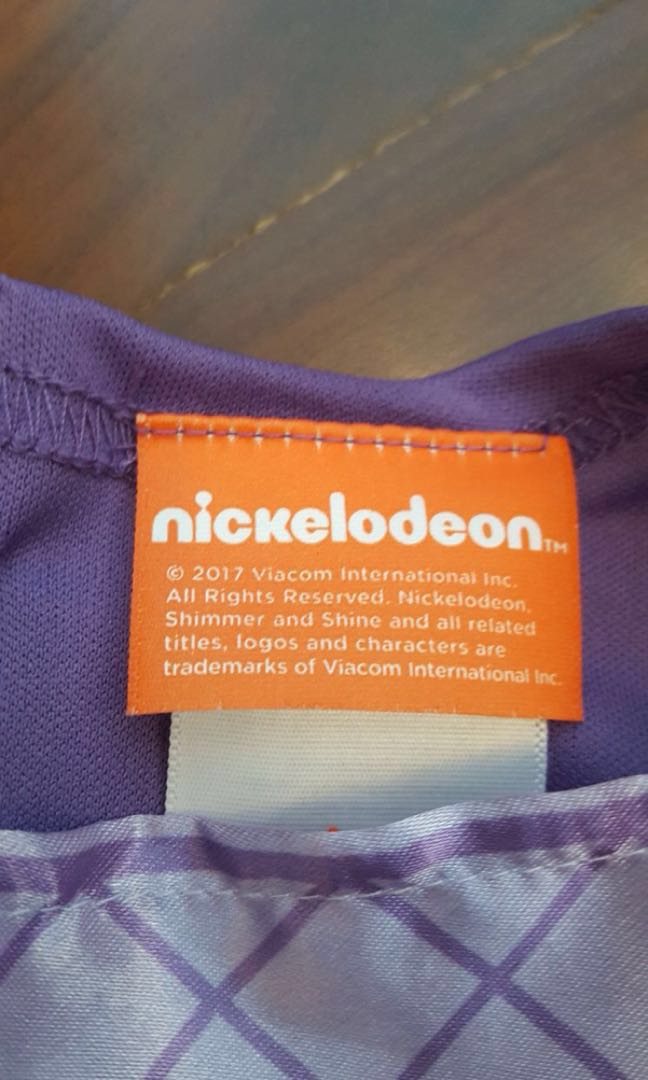 nickelodeon™
© 2017 Viacom International Inc.
All Rights Reserved. Nickelodeon,
Shimmer and Shine and all related
titles, logos and characters are
trademarks of Viacom International Inc.